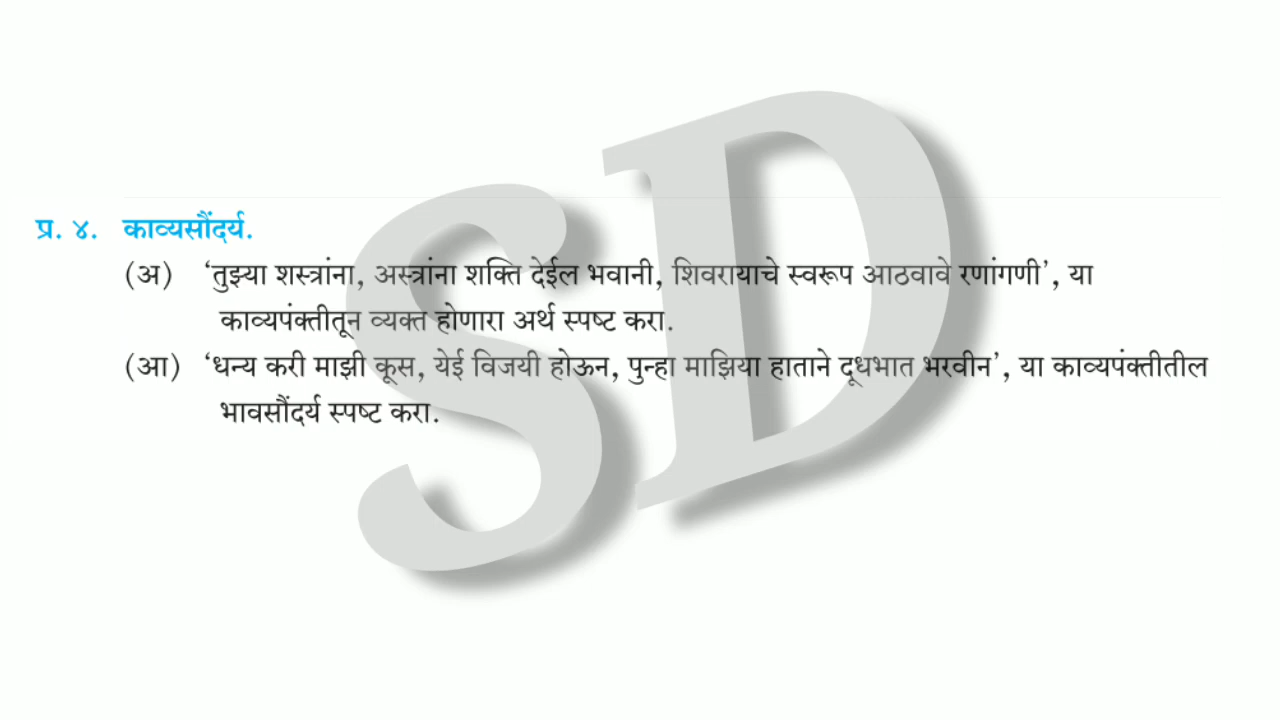 प्र. ४. काव्यसौंदर्य.
(अ) ‘तुझ्या शस्त्रांना, अस्त्रांना शक्ति देईल भवानी, शिवरायाचे स्वरूप आठवावे रणांगणी’, या
काव्यपंक्तीतून व्यक्त होणारा अर्थ स्पष्ट करा.
(आ) ‘धन्य करी माझी कूस, येई विजयी होऊन, पुन्हा माझिया हाताने दूधभात भरवीन’, या काव्यपंक्तीतील
भावसौंदर्य स्पष्ट करा.
SD